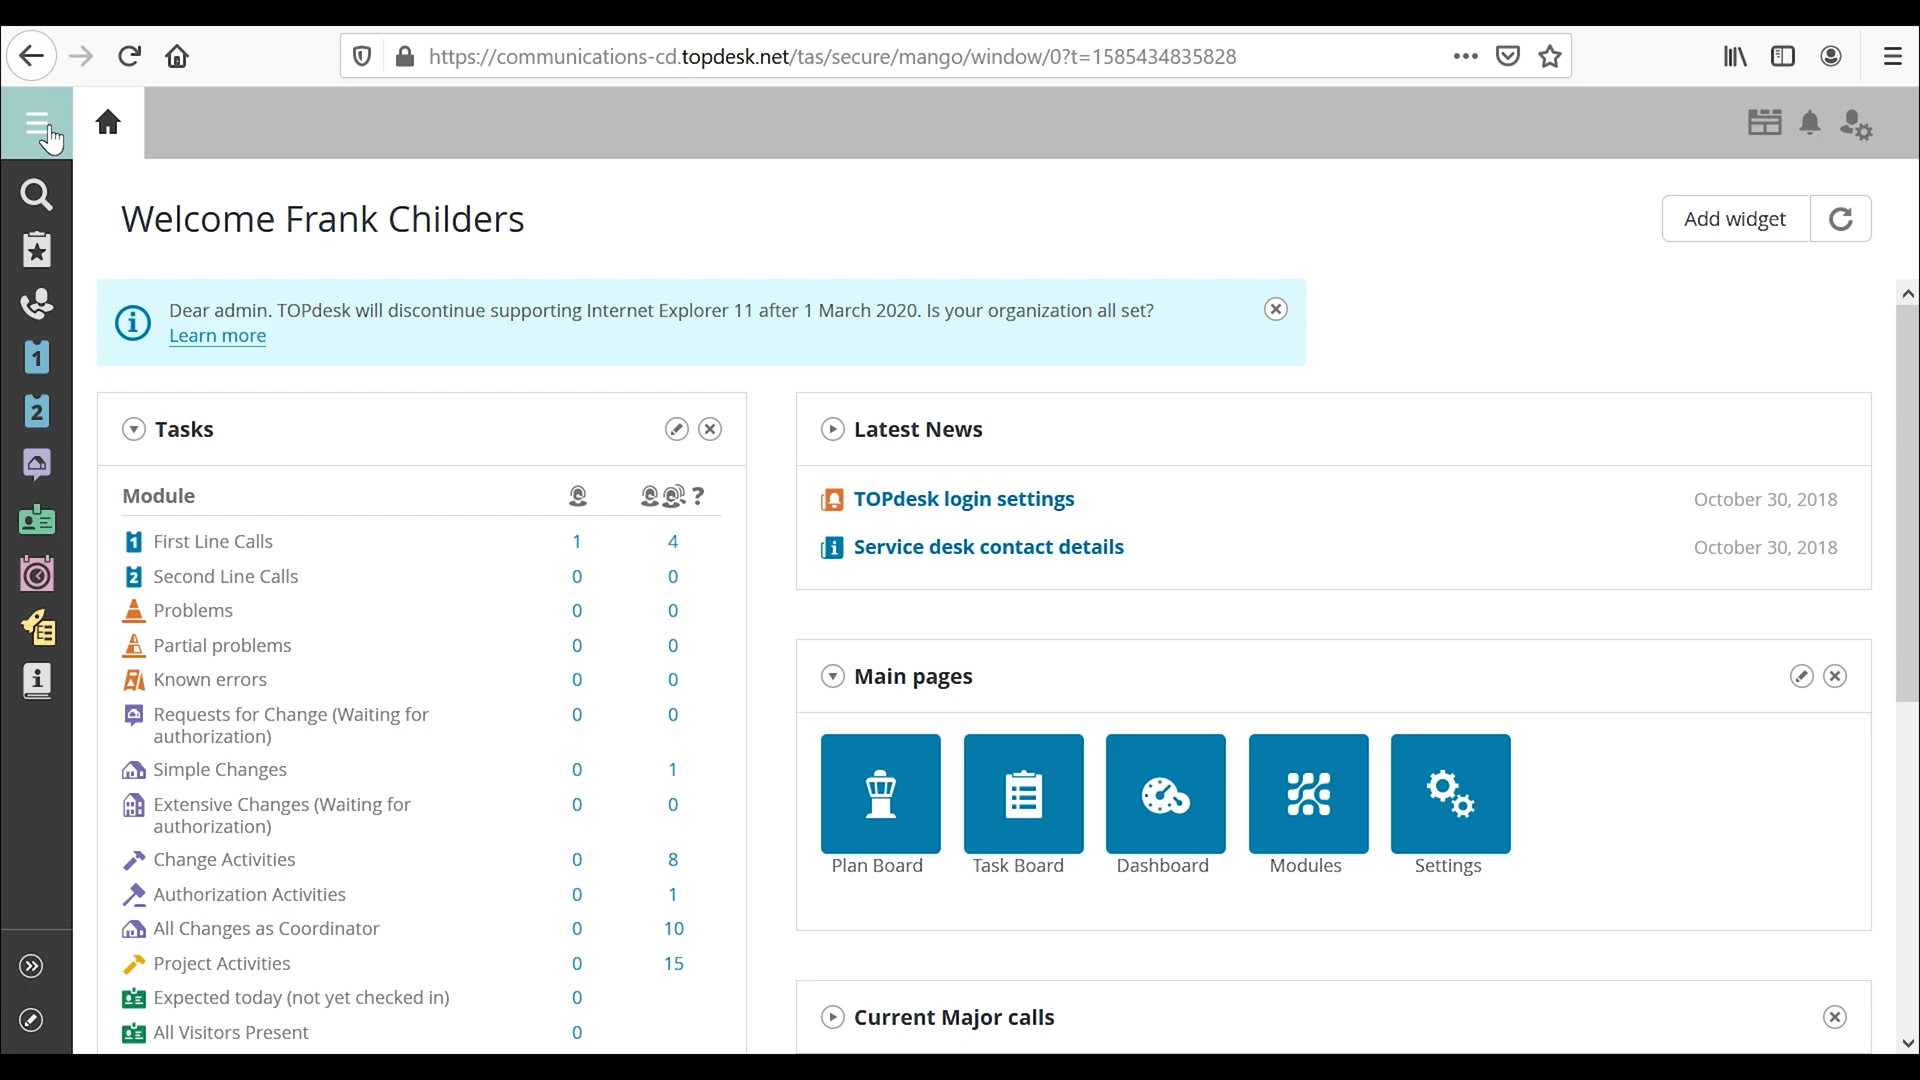 https://communications-cd.topdesk.net/tas/secure/mango/window/0?t=1585434835828
Welcome Frank Childers
Add widget
Dear admin. TOPdesk will discontinue supporting Internet Explorer 11 after 1 March 2020. Is your organization all set?
Learn more
1
2
Tasks
Module ?
First Line Calls 1 4
Second Line Calls 0 0
Problems 0 0
Partial problems 0 0
Known errors 0 0
Requests for Change (Waiting for 0 0
authorization)
Simple Changes 0 1
Extensive Changes (Waiting for 0 0
authorization)
Change Activities 0 8
Authorization Activities 0 1
All Changes as Coordinator 0 10
Project Activities 0 15
Expected today (not yet checked in) 0
All Visitors Present 0
Latest News
TOPdesk login settings October 30, 2018
Service desk contact details October 30, 2018
Main pages
Plan Board Task Board Dashboard Modules Settings
Current Major calls